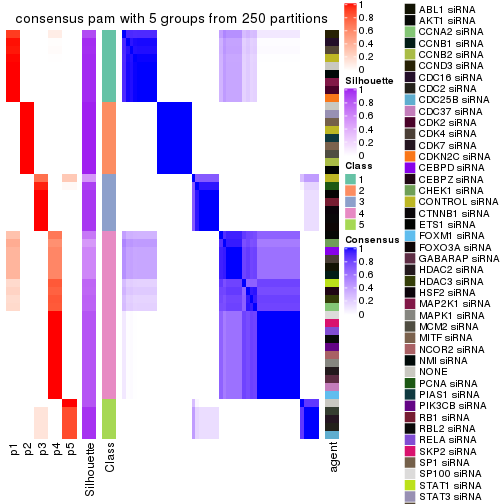 consensus pam with 5 groups from 250 partitions
p1
p2
p3
p4
p5
Silhouette
Class
agent
1
0.8
0.6
0.4
0.2
0
Silhouette
1
0.8
0.6
0.4
0.2
0
Class
1
2
3
4
5
Consensus
1
0.8
0.6
0.4
0.2
0
ABL1 siRNA
AKT1 siRNA
CCNA2 siRNA
CCNB1 siRNA
CCNB2 siRNA
CCND3 siRNA
CDC16 siRNA
CDC2 siRNA
CDC25B siRNA
CDC37 siRNA
CDK2 siRNA
CDK4 siRNA
CDK7 siRNA
CDKN2C siRNA
CEBPD siRNA
CEBPZ siRNA
CHEK1 siRNA
CONTROL siRNA
CTNNB1 siRNA
ETS1 siRNA
FOXM1 siRNA
FOXO3A siRNA
GABARAP siRNA
HDAC2 siRNA
HDAC3 siRNA
HSF2 siRNA
MAP2K1 siRNA
MAPK1 siRNA
MCM2 siRNA
MITF siRNA
NCOR2 siRNA
NMI siRNA
NONE
PCNA siRNA
PIAS1 siRNA
PIK3CB siRNA
RB1 siRNA
RBL2 siRNA
RELA siRNA
SKP2 siRNA
SP1 siRNA
SP100 siRNA
STAT1 siRNA
STAT3 siRNA